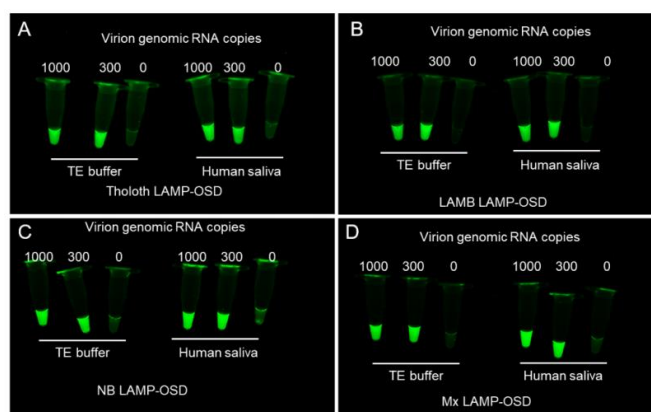 A
Virion genomic RNA copies
1000 300 0 1000 300 0
TE buffer Human saliva
Tholoth LAMP-OSD
B
Virion genomic RNA copies
1000 300 0 1000 300 0
TE buffer Human saliva
LAMB LAMP-OSD
C
Virion genomic RNA copies
1000 300 0 1000 300 0
TE buffer Human saliva
NB LAMP-OSD
D
Virion genomic RNA copies
1000 300 0 1000 300 0
TE buffer Human saliva
Mx LAMP-OSD